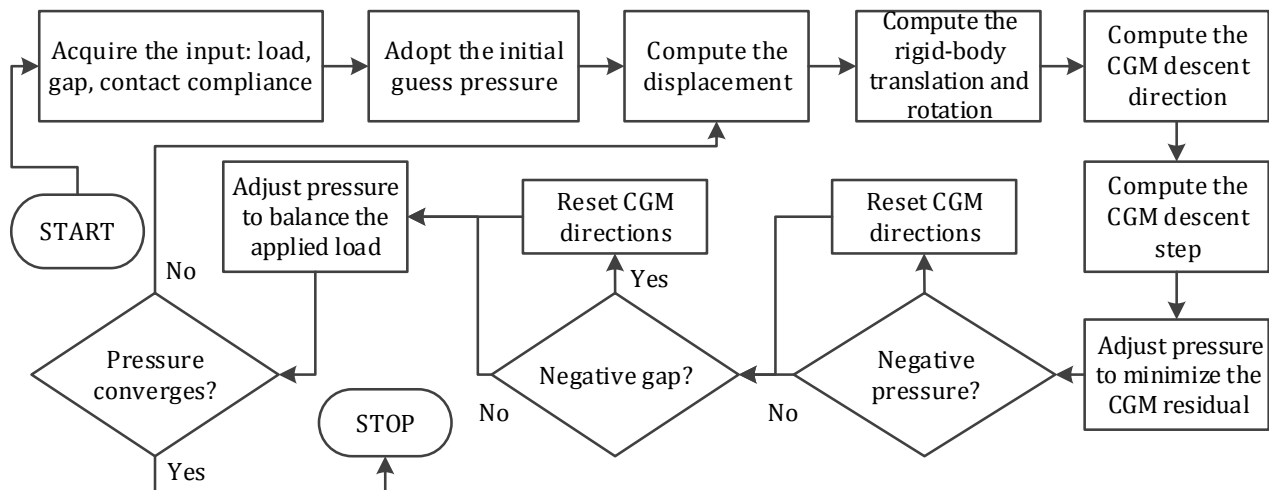 Acquire the input: load,
gap, contact compliance
Adopt the initial
guess pressure
Compute the
displacement
Compute the
rigid-body
translation and
rotation
Compute the
CGM descent
direction
START
Adjust pressure
to balance the
applied load
Reset CGM
directions
Reset CGM
directions
Compute the
CGM descent
step
No
Yes
Pressure
converges?
Negative gap?
Negative
pressure?
Adjust pressure
to minimize the
CGM residual
No
No
STOP
Yes